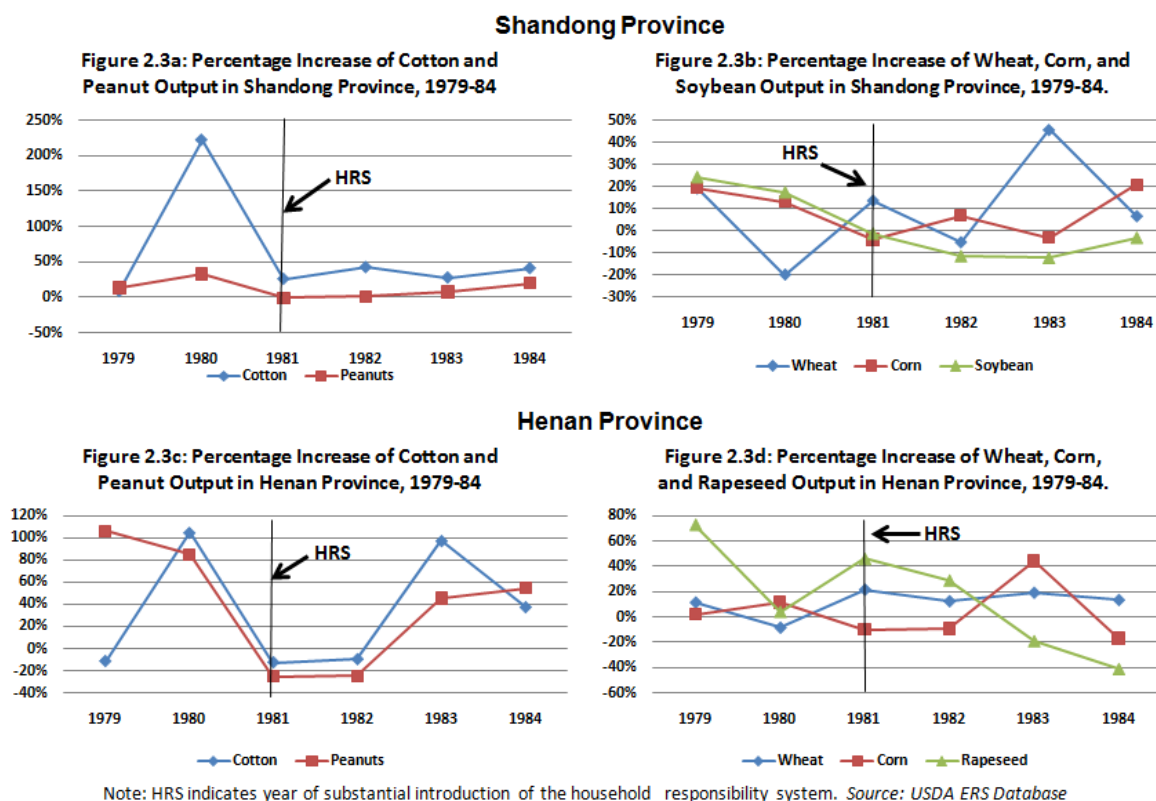 Shandong Province
Figure 2.3a: Percentage Increase of Cotton and
Peanut Output in Shandong Province, 1979-84
250%
200%
150%
100%
50%
0%
-50%
HRS
1979 1980 1981 1982 1983 1984
Cotton Peanuts
Figure 2.3b: Percentage Increase of Wheat, Corn, and
Soybean Output in Shandong Province, 1979-84.
50%
40%
30%
20%
10%
0%
-10%
-20%
-30%
HRS
1979 1980 1981 1982 1983 1984
Wheat Corn Soybean
Henan Province
Figure 2.3c: Percentage Increase of Cotton and
Peanut Output in Henan Province, 1979-84
120%
100%
80%
60%
40%
20%
0%
-20%
-40%
HRS
1979 1980 1981 1982 1983 1984
Cotton Peanuts
Figure 2.3d: Percentage Increase of Wheat, Corn,
and Rapeseed Output in Henan Province, 1979-84.
80%
60%
40%
20%
0%
-20%
-40%
-60%
HRS
1979 1980 1981 1982 1983 1984
Wheat Corn Rapeseed
Note: HRS indicates year of substantial introduction of the household responsibility system. Source: USDA ERS Database